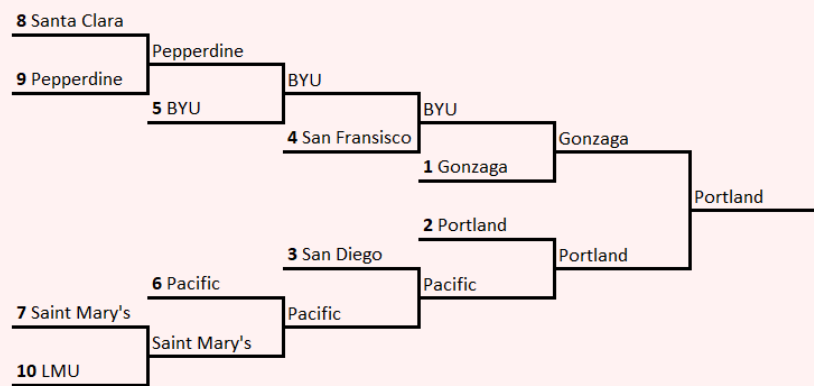 8 Santa Clara
Pepperdine
9 Pepperdine
BYU
5 BYU
BYU
4 San Fransisco
Gonzaga
1 Gonzaga
Portland
2 Portland
3 San Diego
Portland
6 Pacific
Pacific
7 Saint Mary's
Pacific
Saint Mary's
10 LMU